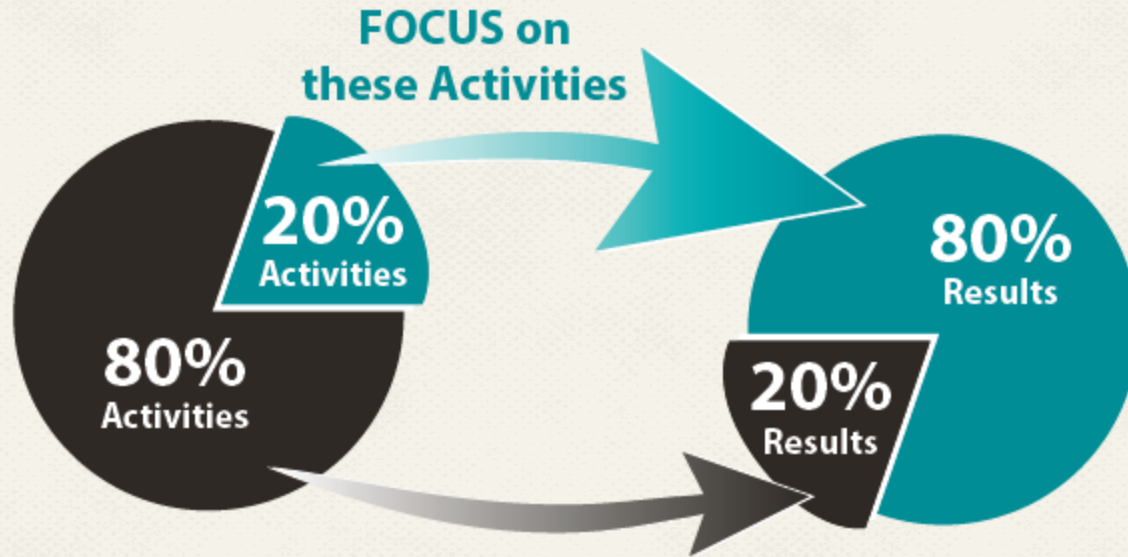 FOCUS on
these Activities
20%
Activities
80%
Activities
80%
Results
20%
Results